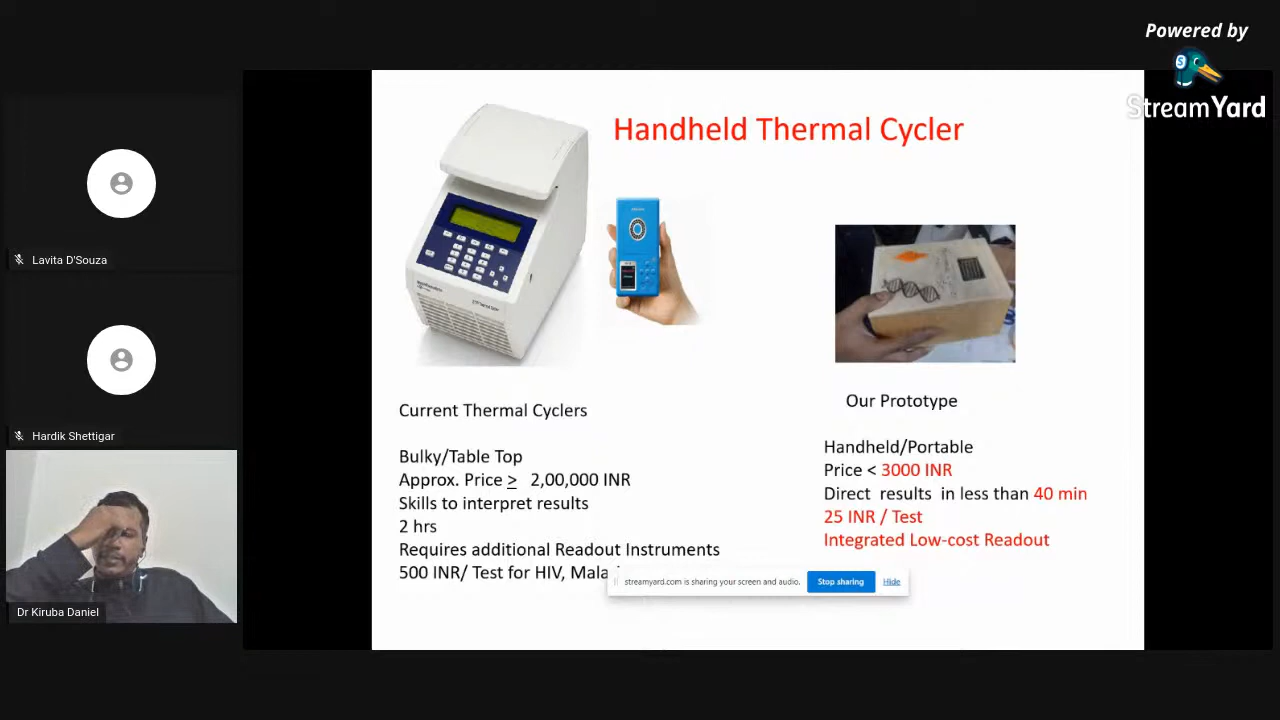 Powered by
StreamYard
Lavita D'Souza
Hardik Shettigar
Dr Kiruba Daniel
Handheld Thermal Cycler
Current Thermal Cyclers
Bulky/Table Top
Approx. Price ≥ 2,00,000 INR
Skills to interpret results
2 hrs
Requires additional Readout Instruments
500 INR/ Test for HIV, Mala
Our Prototype
Handheld/Portable
Price < 3000 INR
Direct results in less than 40 min
25 INR / Test
Integrated Low-cost Readout
streamyard.com is sharing your screen and audio.
Stop sharing
Hide